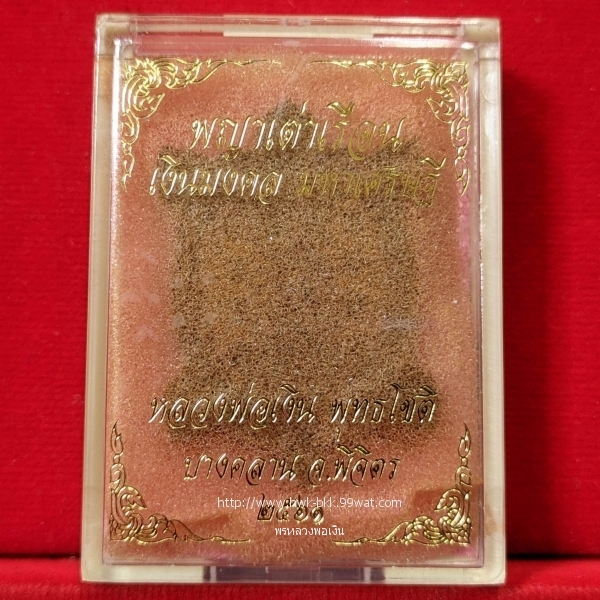 พญาเต่าเรือน
เงินมงคล มหาเศรษฐี
หลวงพ่อเงิน พุทธโชติ
บางคลาน จ.พิจิตร
http://www.bwk-bkk.99wat.com/
๒๕๖๑
พรหลวงพ่อเงิน